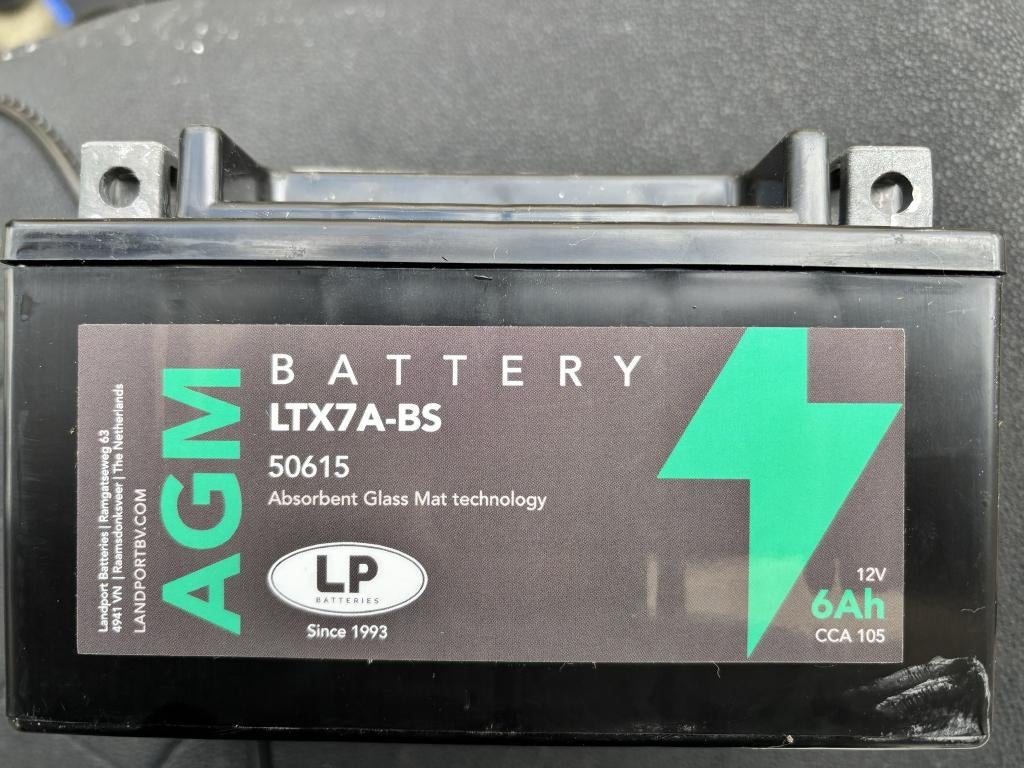 Landport Batteries | Ramgatseweg 63
4941 VN | Raamsdonksveer | The Netherlands
LANDPORTBV.COM
AGM
BATTERY
LTX7A-BS
50615
Absorbent Glass Mat technology
LP
BATTERIES
Since 1993
12V
6Ah
CCA 105